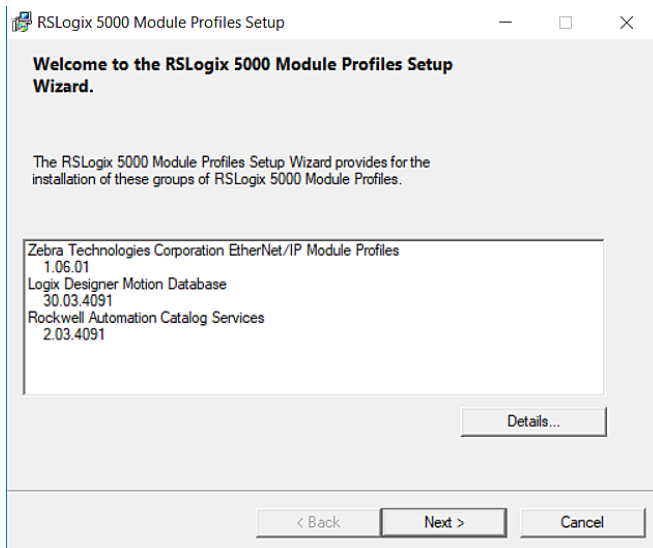 RSLogix 5000 Module Profiles Setup
Welcome to the RSLogix 5000 Module Profiles Setup
Wizard.
The RSLogix 5000 Module Profiles Setup Wizard provides for the
installation of these groups of RSLogix 5000 Module Profiles.
Zebra Technologies Corporation EtherNet/IP Module Profiles
1.06.01
Logix Designer Motion Database
30.03.4091
Rockwell Automation Catalog Services
2.03.4091
Details...
< Back
Next >
Cancel